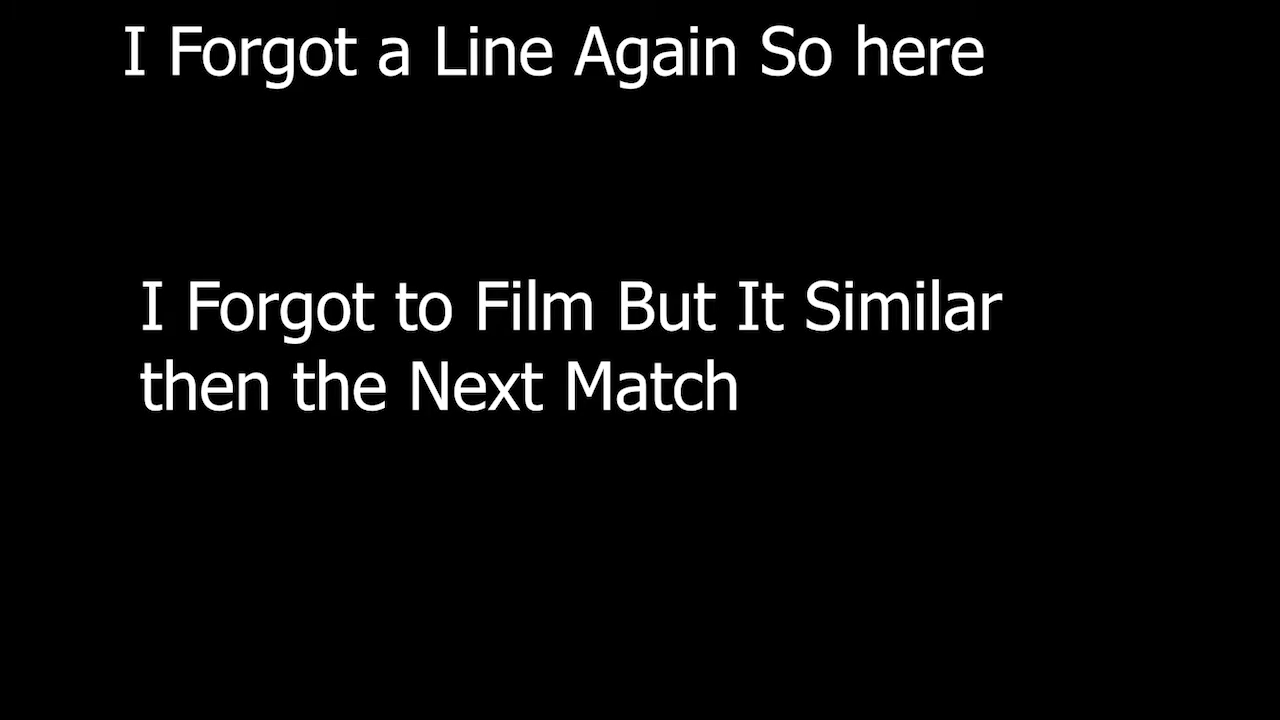 I Forgot a Line Again So here
I Forgot to Film But It Similar
then the Next Match